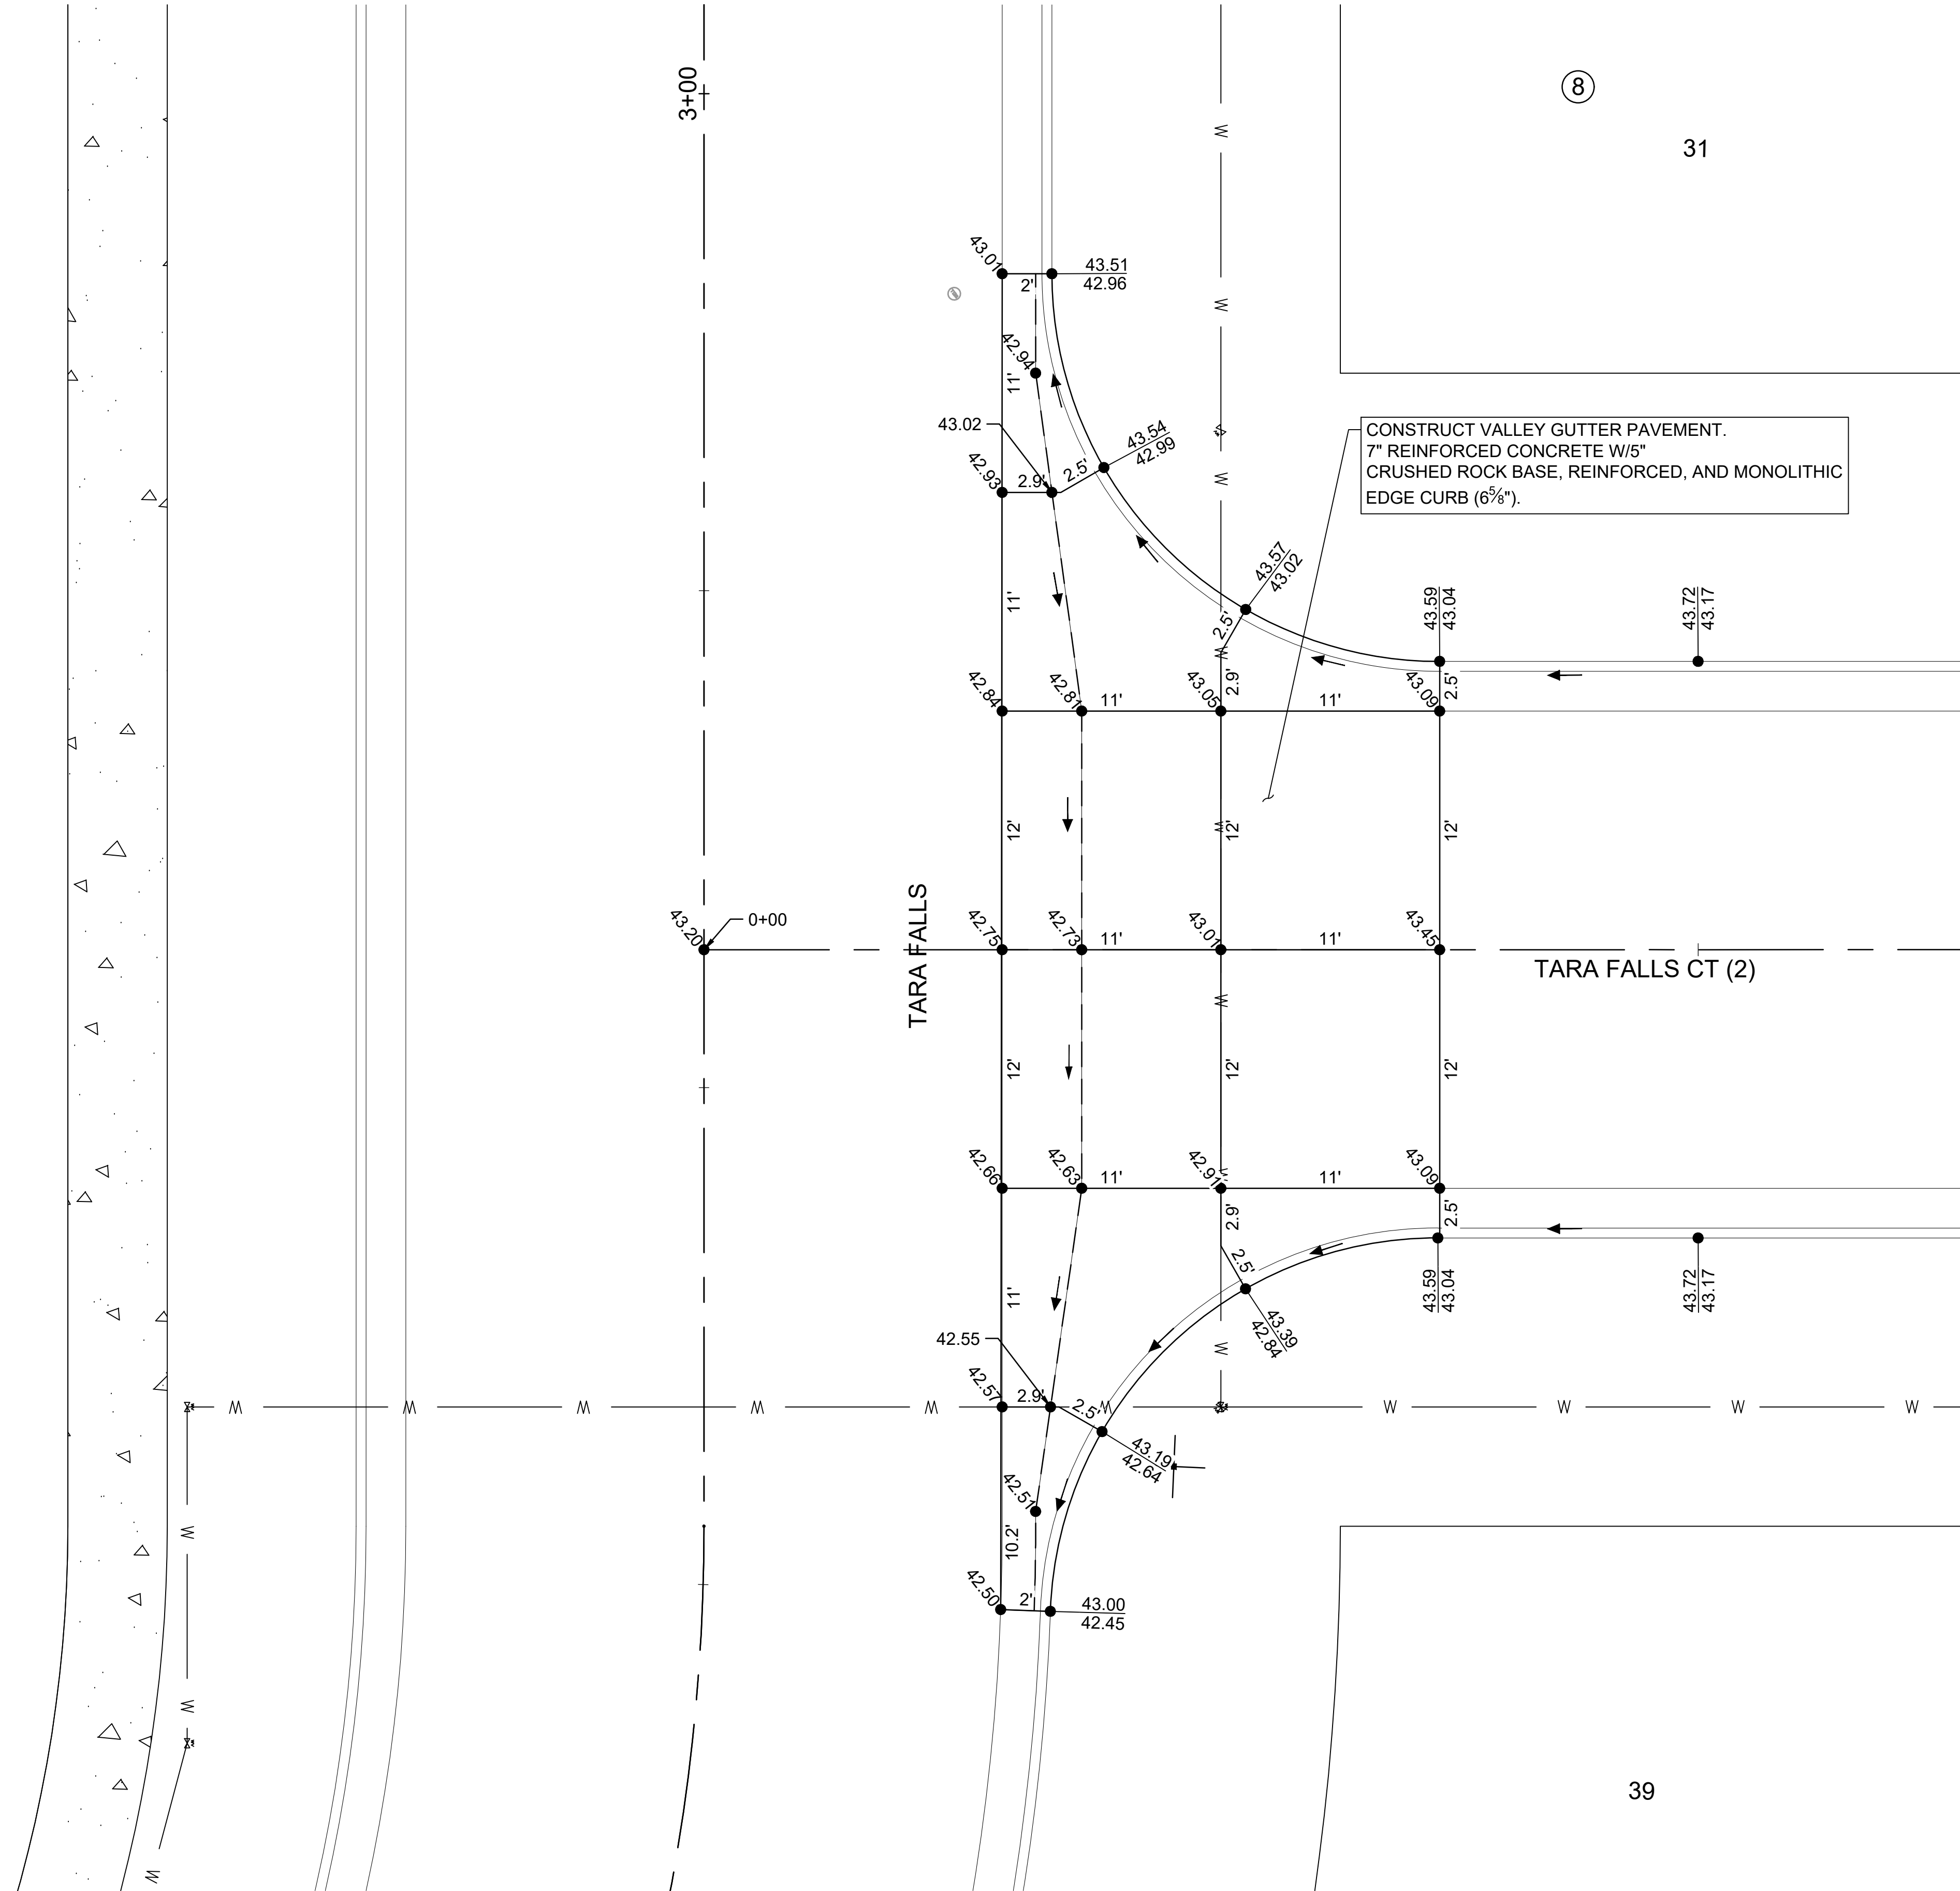 3+00
8
31
W
43.01
43.51
42.96
2'
W
42.94
11'
43.02
43.54
42.99
2.5'
42.93
2.9'
W
CONSTRUCT VALLEY GUTTER PAVEMENT.
7" REINFORCED CONCRETE W/5"
CRUSHED ROCK BASE, REINFORCED, AND MONOLITHIC
EDGE CURB (6⅝").
11'
43.57
43.02
2.5'
W
2.9'
43.59
43.04
43.72
43.17
42.84
42.81
11'
43.05
11'
43.09
2.5'
12'
W
12'
12'
43.20
0+00
TARA FALLS
42.75
42.73
11'
43.01
11'
43.45
TARA FALLS CT (2)
W
12'
12'
12'
42.66
42.63
11'
42.91
W
11'
43.09
2.9'
2.5'
2.5'
11'
43.59
43.04
43.72
43.17
43.39
42.84
42.55
W
42.57
2.9'
2.5'
W
W
W
W
W
W
W
W
W
W
43.19
42.64
42.51
10.2'
W
42.50
2'
43.00
42.45
W
39
W